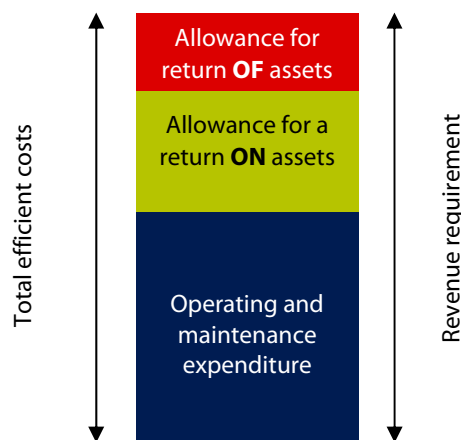 Allowance for
return OF assets
Allowance for a
return ON assets
Operating and
maintenance
expenditure
Total efficient costs
Revenue requirement